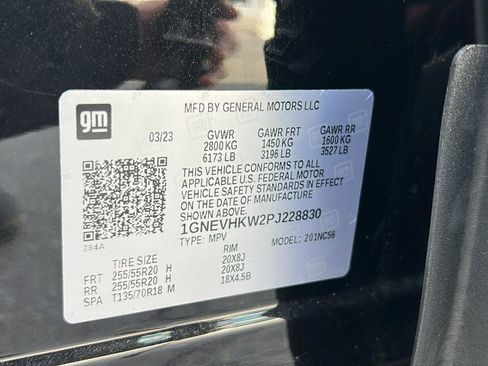 gm
MFD BY GENERAL MOTORS LLC
03/23 GVWR GAWR FRT GAWR RR
2800 KG 1450 KG 1600 KG
6173 LB 3196 LB 3527 LB
THIS VEHICLE CONFORMS TO ALL
APPLICABLE U.S. FEDERAL MOTOR
VEHICLE SAFETY STANDARDS IN EFFECT
ON THE DATE OF MANUFACTURE
SHOWN ABOVE.
1GNEVHKW2PJ228830
384A
TYPE: MPV MODEL: 201NC56
TIRE SIZE RIM
FRT 255/55R20 H 20X8J
RR 255/55R20 H 20X8J
SPA T135/70R18 M 18X4.5B